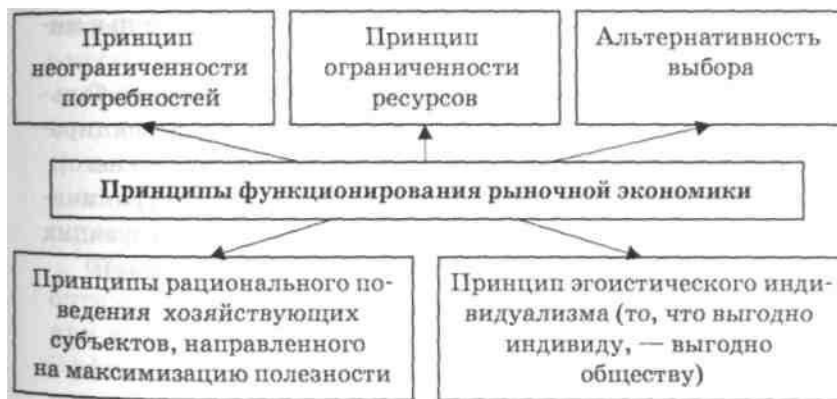 Принцип
неограниченности
потребностей
Принцип
ограниченности
ресурсов
Альтернативность
выбора
Принципы функционирования рыночной экономики
Принципы рационального по-
ведения хозяйствующих
субъектов, направленного
на максимизацию полезности
Принцип эгоистического инди-
видуализма (то, что выгодно
индивиду, — выгодно
обществу)